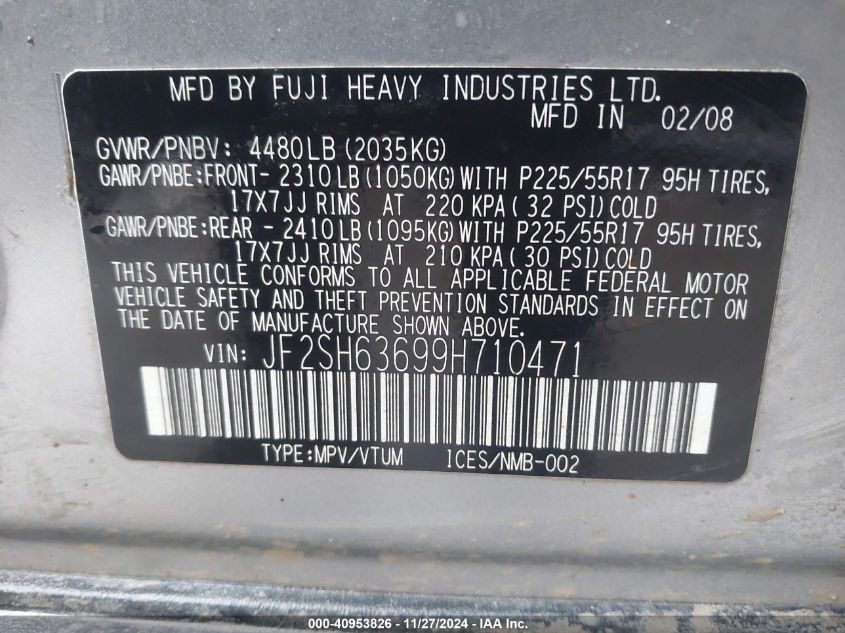 MFD BY FUJI HEAVY INDUSTRIES LTD.
MFD IN 02/08
GVWR/PNBV: 4480LB(2035KG)
GAWR/PNBE:FRONT- 2310LB(1050KG)WITH P225/55R17 95H TIRES,
17X7JJ RIMS AT 220 KPA(32 PSI)COLD
GAWR/PNBE:REAR - 2410LB(1095KG)WITH P225/55R17 95H TIRES,
17X7JJ RIMS AT 210 KPA(30 PSI)COLD
THIS VEHICLE CONFORMS TO ALL APPLICABLE FEDERAL MOTOR
VEHICLE SAFETY AND THEFT PREVENTION STANDARDS IN EFFECT ON
THE DATE OF MANUFACTURE SHOWN ABOVE.
VIN: JF2SH63699H710471
TYPE:MPV/VTUM ICES/NMB-002
000-40953826 - 11/27/2024 - Copyright © IAA, Inc.